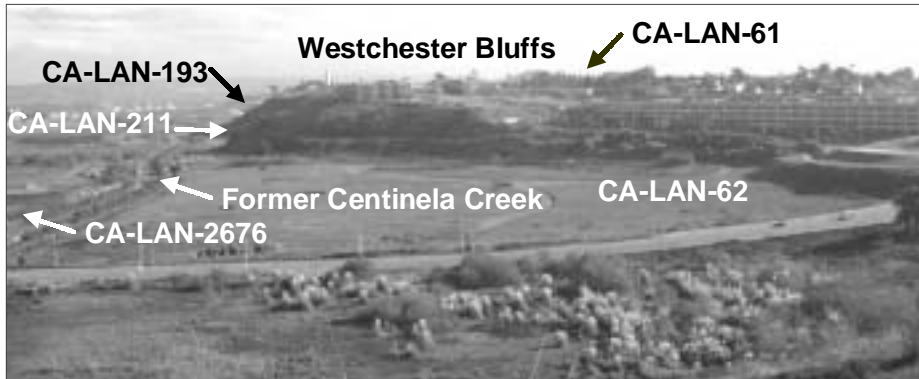 CA-LAN-61
Westchester Bluffs
CA-LAN-193
CA-LAN-211
CA-LAN-62
Former Centinela Creek
CA-LAN-2676